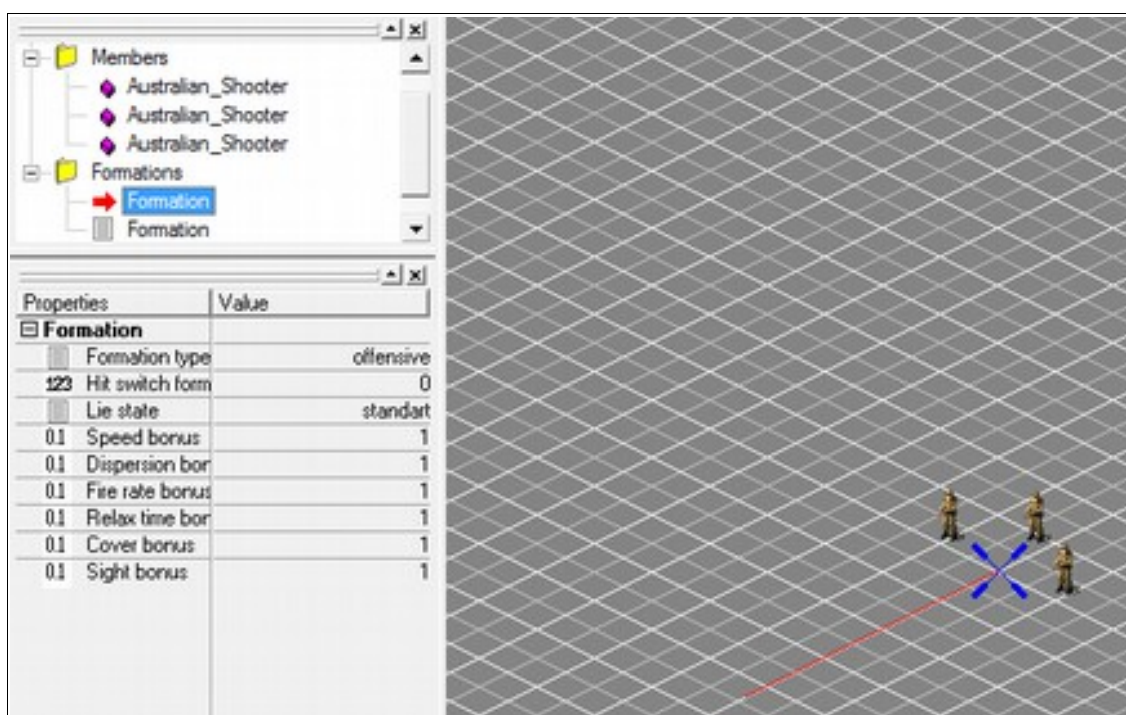 Members
Australian_Shooter
Australian_Shooter
Australian_Shooter
Formations
Formation
Formation
Properties Value
Formation
Formation type offensive
123 Hit switch form 0
Lie state standart
0.1 Speed bonus 1
0.1 Dispersion bor 1
0.1 Fire rate bonus 1
0.1 Relax time bor 1
0.1 Cover bonus 1
0.1 Sight bonus 1